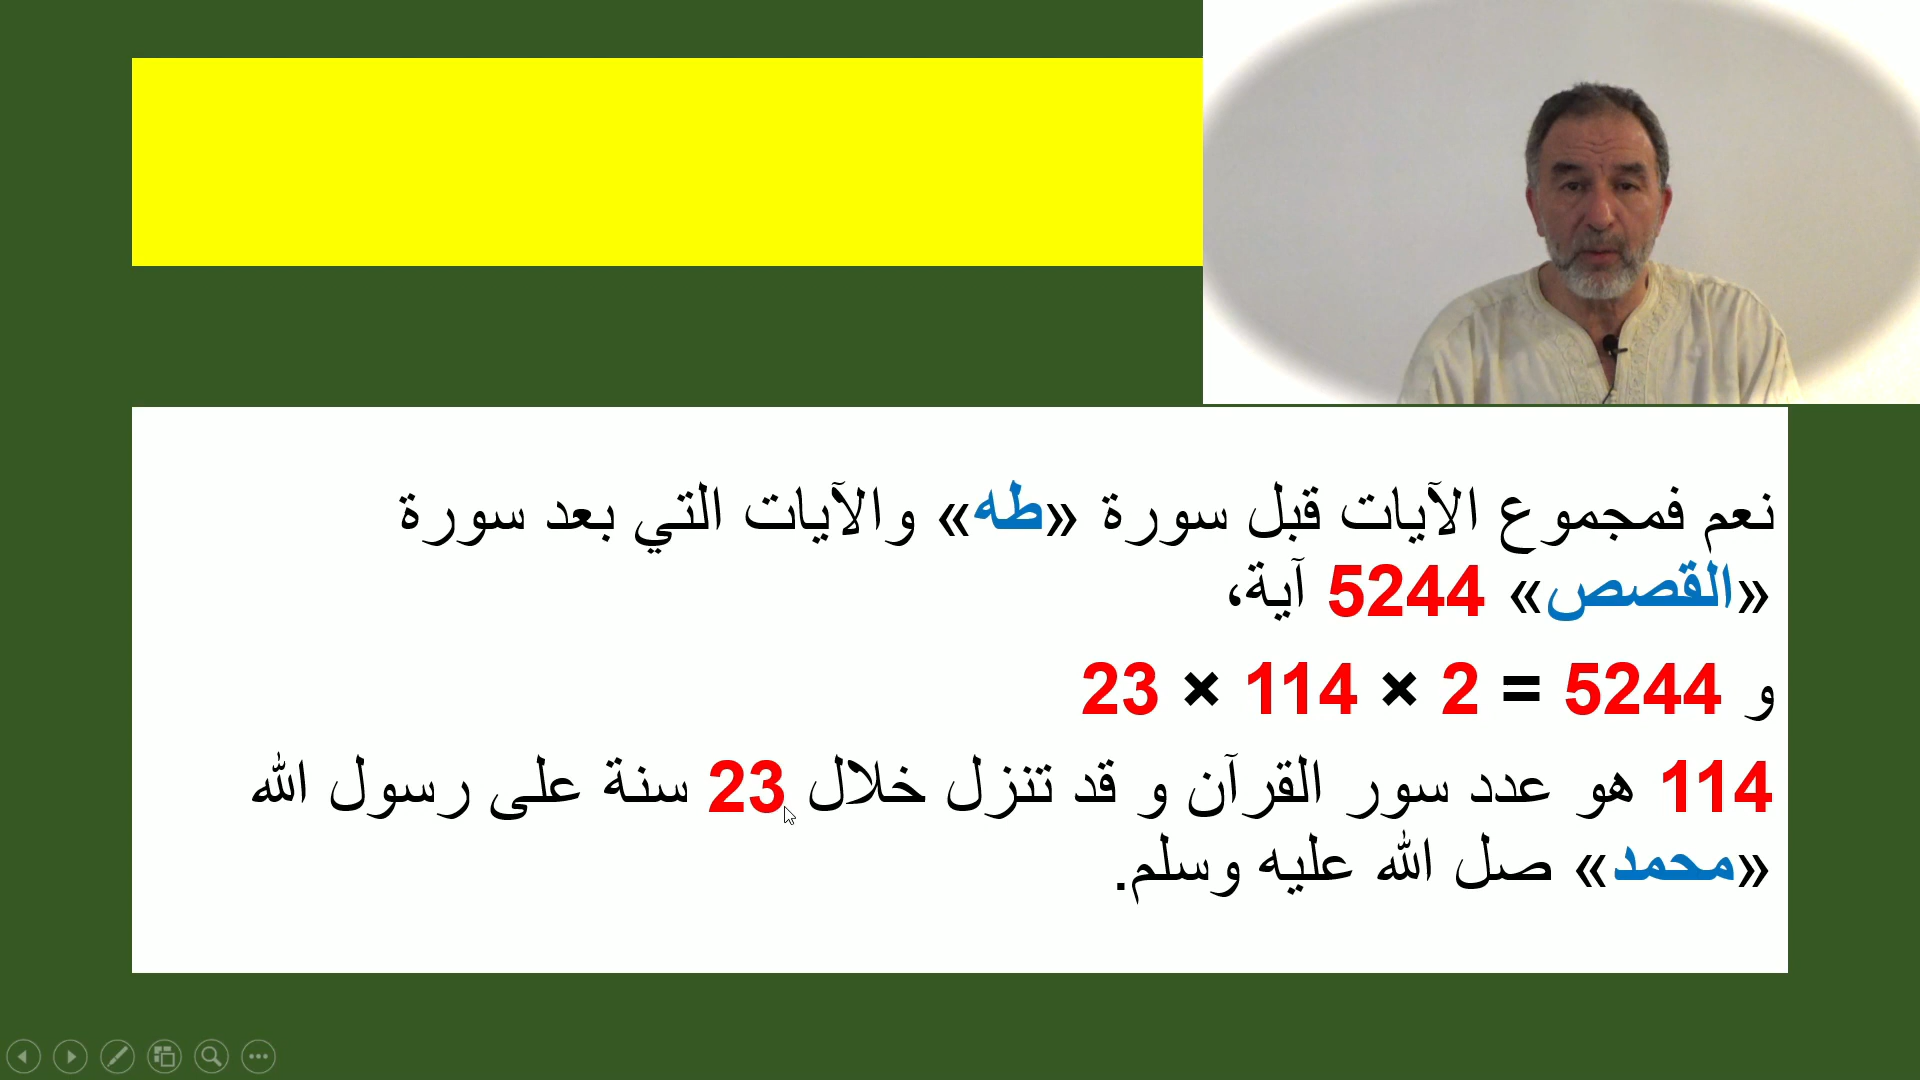 نعم فمجموع الآيات قبل سورة «طه» والآيات التي بعد سورة
«القصص» 5244 آية،
و 5244 = 2 × 114 × 23
114 هو عدد سور القرآن و قد تنزل خلال 23 سنة على رسول الله
«محمد» صل الله عليه وسلم.